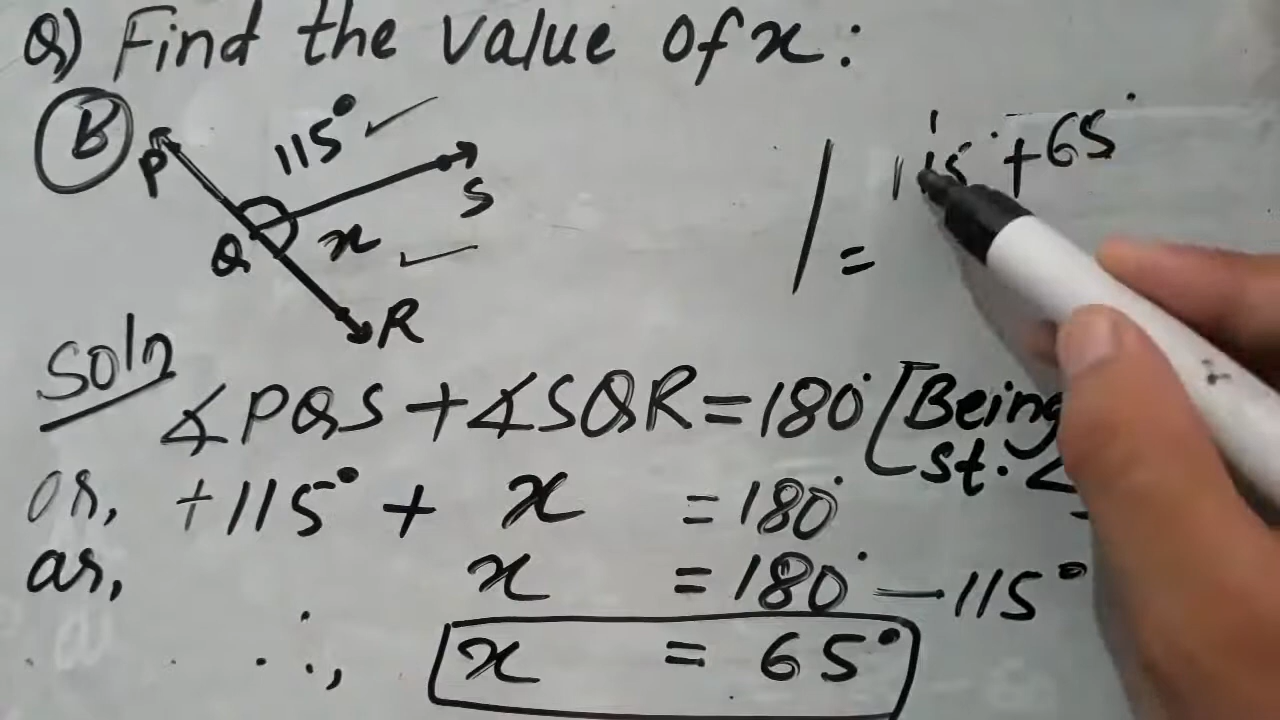 Q) Find the value of x:
B
P
115°
S
Q
x
R
115° + 65°
=
Soln
∡PQS + ∡SQR = 180° [Being
st. ∠
or, +115° + x = 180°
or, x = 180° - 115°
∴, x = 65°